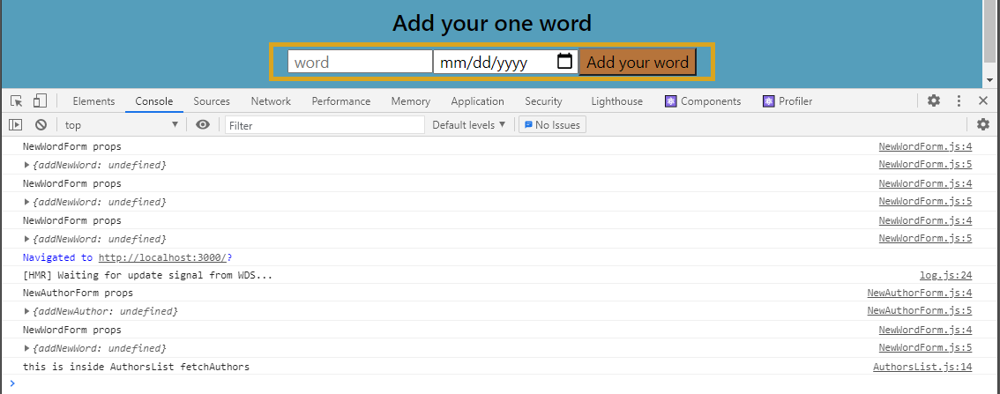 Add your one word
word mm/dd/yyyy Add your word
Elements Console Sources Network Performance Memory Application Security Lighthouse Components Profiler
top Filter Default levels No Issues
NewWordForm props NewWordForm.js:4
{addNewWord: undefined} NewWordForm.js:5
NewWordForm props NewWordForm.js:4
{addNewWord: undefined} NewWordForm.js:5
NewWordForm props NewWordForm.js:4
{addNewWord: undefined} NewWordForm.js:5
Navigated to http://localhost:3000/?
[HMR] Waiting for update signal from WDS... log.js:24
NewAuthorForm props NewAuthorForm.js:4
{addNewAuthor: undefined} NewAuthorForm.js:5
NewWordForm props NewWordForm.js:4
{addNewWord: undefined} NewWordForm.js:5
this is inside AuthorsList fetchAuthors AuthorsList.js:14